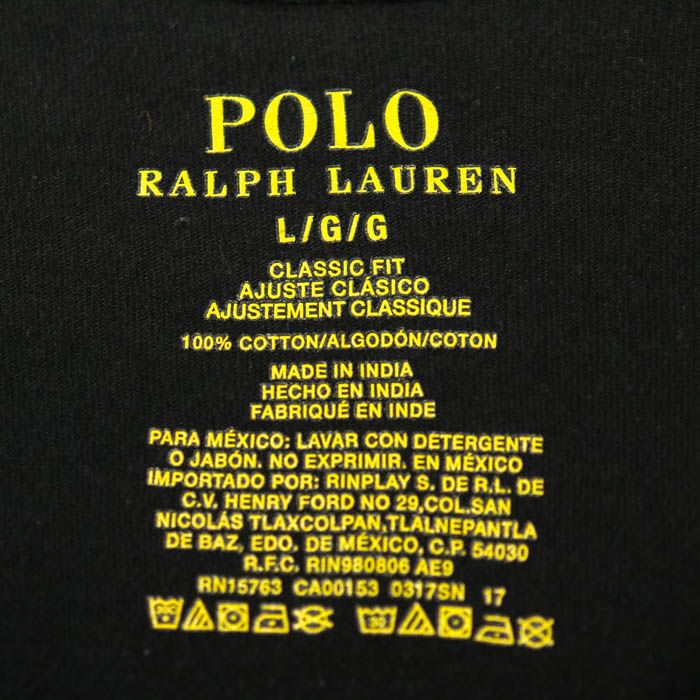 POLO
RALPH LAUREN
L/G/G
CLASSIC FIT
AJUSTE CLÁSICO
AJUSTEMENT CLASSIQUE
100% COTTON/ALGODÓN/COTON
MADE IN INDIA
HECHO EN INDIA
FABRIQUÉ EN INDE
PARA MÉXICO: LAVAR CON DETERGENTE
O JABÓN. NO EXPRIMIR. EN MÉXICO
IMPORTADO POR: RINPLAY S. DE R.L. DE
C.V. HENRY FORD NO 29,COL.SAN
NICOLÁS TLAXCOLPAN,TLALNEPANTLA
DE BAZ, EDO. DE MÉXICO, C.P. 54030
R.F.C. RIN980806 AE9
RN15763 CA00153 0317SN 17